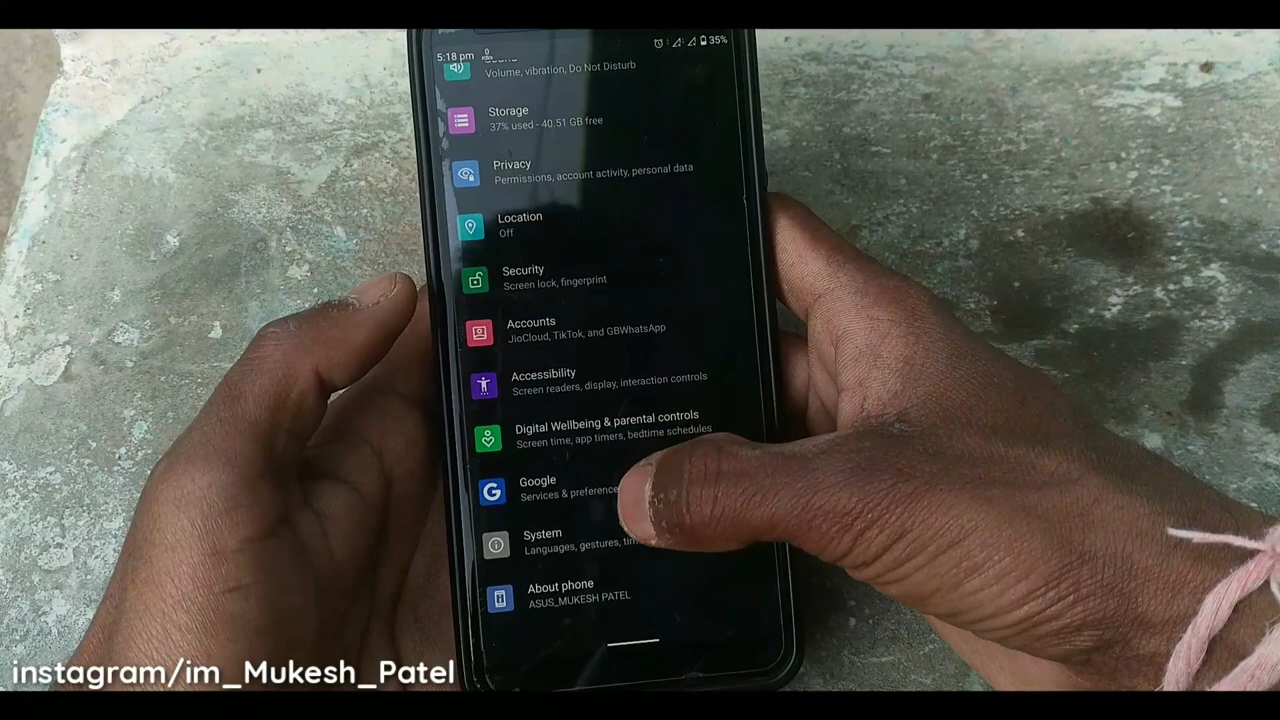 5:18 pm
0
35%
Volume, vibration, Do Not Disturb
Storage
37% used - 40.51 GB free
Privacy
Permissions, account activity, personal data
Location
Off
Security
Screen lock, fingerprint
Accounts
JioCloud, TikTok, and GBWhatsApp
Accessibility
Screen readers, display, interaction controls
Digital Wellbeing & parental controls
Screen time, app timers, bedtime schedules
Google
Services & preference
System
Languages, gestures,
About phone
ASUS_MUKESH PATEL
instagram/im_Mukesh_Patel